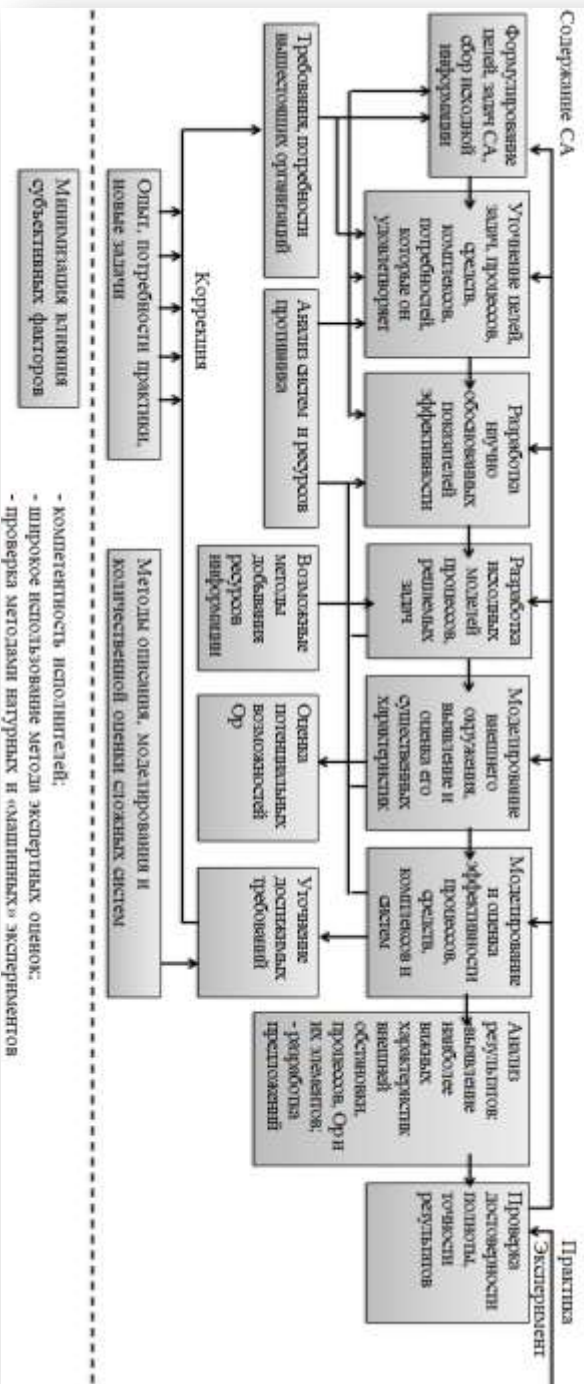 Содержание СА
Практика
Эксперимент
Формулирование
целей, задач СА,
сбор исходной
информации
Уточнение целей,
задач, процессов,
средств,
комплексов,
потребностей,
которые он
удовлетворяет
Разработка
научно
обоснованных
показателей
эффективности
Разработка
исходных
моделей
процессов,
решаемых
задач
Моделирование
внешнего
окружения,
выявление и
оценка его
существенных
характеристик
Моделирование
и оценка
эффективности
процессов,
средств,
комплексов и
систем
Анализ
результатов:
выявление
наиболее
важных
характеристик
внешней
обстановки,
процессов, Ор и
их элементов;
- разработка
предложений
Проверка
достоверности
полноты,
точности
результатов
Требования, потребности
вышестоящих организаций
Анализ систем и ресурсов
противника
Возможные
методы
добывания
ресурсов
информации
Оценка
потенциальных
возможностей
Ор
Уточнение
достижимых
требований
Коррекция
Опыт, потребности практики,
новые задачи
Методы описания, моделирования и
количественной оценки сложных систем
Минимизация влияния
субъективных факторов
- компетентность исполнителей;
- широкое использование метода экспертных оценок;
- проверка методами натурных и «машинных» экспериментов